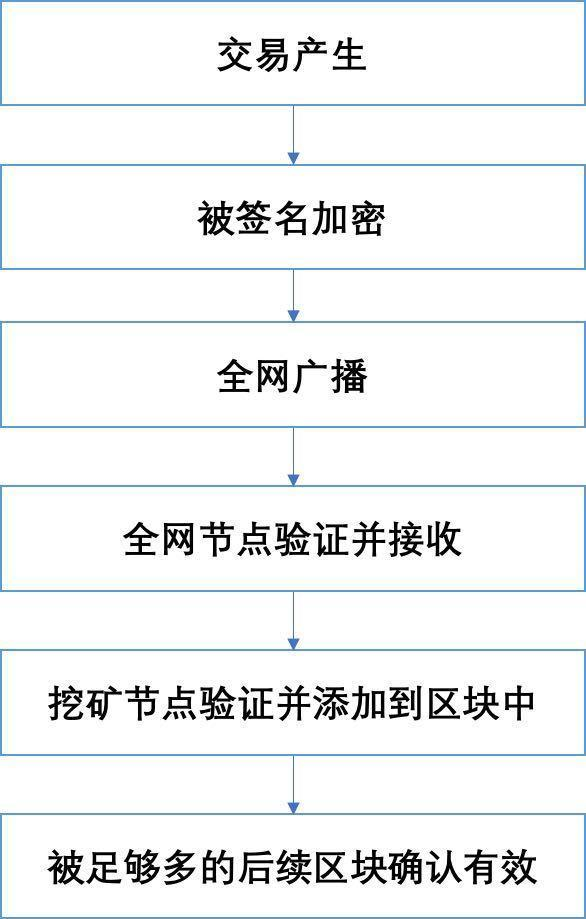 交易产生
被签名加密
全网广播
全网节点验证并接收
挖矿节点验证并添加到区块中
被足够多的后续区块确认有效